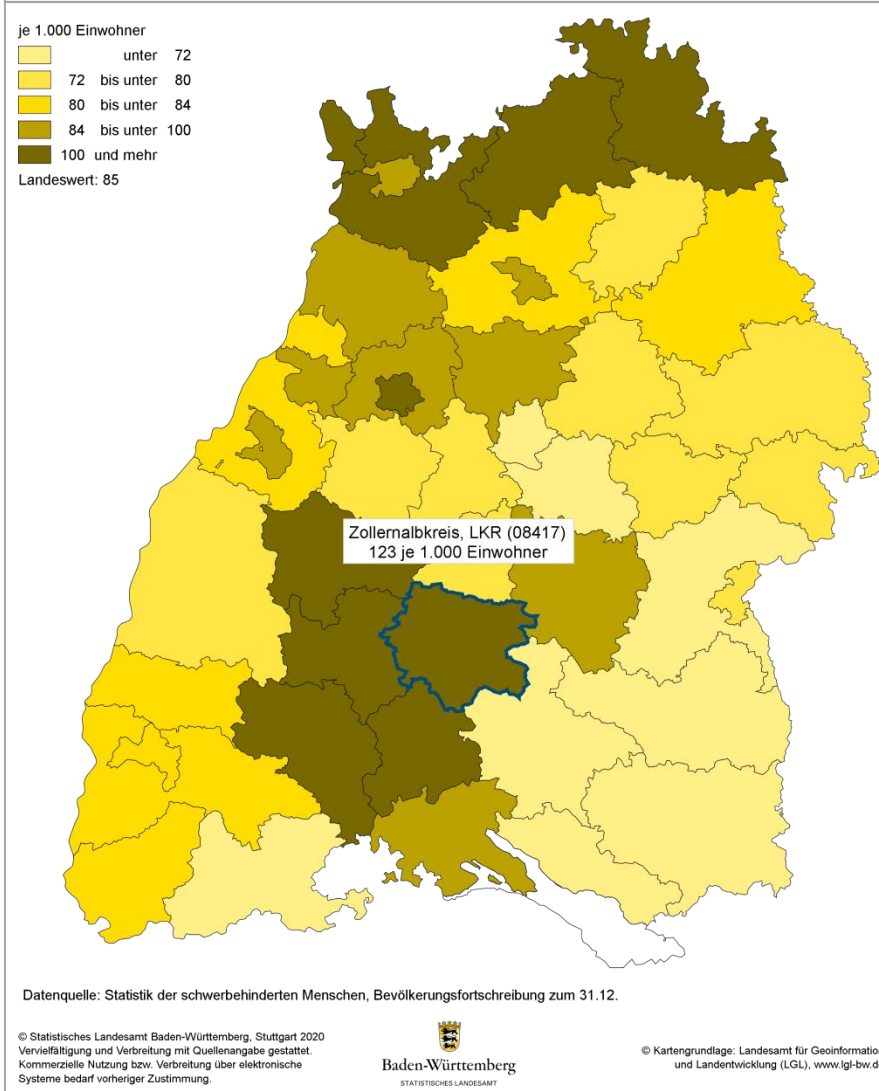 je 1.000 Einwohner
unter 72
72 bis unter 80
80 bis unter 84
84 bis unter 100
100 und mehr
Landeswert: 85
Zollernalbkreis, LKR (08417)
123 je 1.000 Einwohner
Datenquelle: Statistik der schwerbehinderten Menschen, Bevölkerungsfortschreibung zum 31.12.
© Statistisches Landesamt Baden-Württemberg, Stuttgart 2020
Vervielfältigung und Verbreitung mit Quellenangabe gestattet.
Kommerzielle Nutzung bzw. Verbreitung über elektronische
Systeme bedarf vorheriger Zustimmung.
Baden-Württemberg
STATISTISCHES LANDESAMT
© Kartengrundlage: Landesamt für Geoinformation
und Landentwicklung (LGL), www.lgl-bw.d